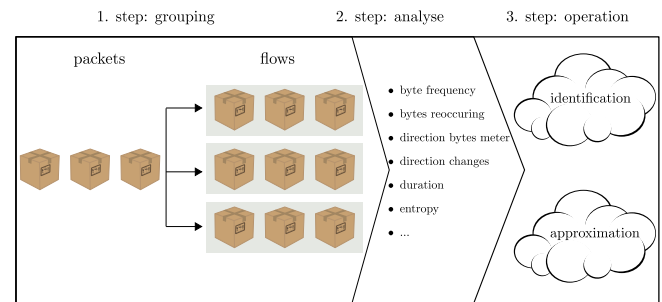 1. step: grouping
2. step: analyse
3. step: operation
packets
flows
• byte frequency
• bytes reoccuring
• direction bytes meter
• direction changes
• duration
• entropy
• ...
identification
approximation